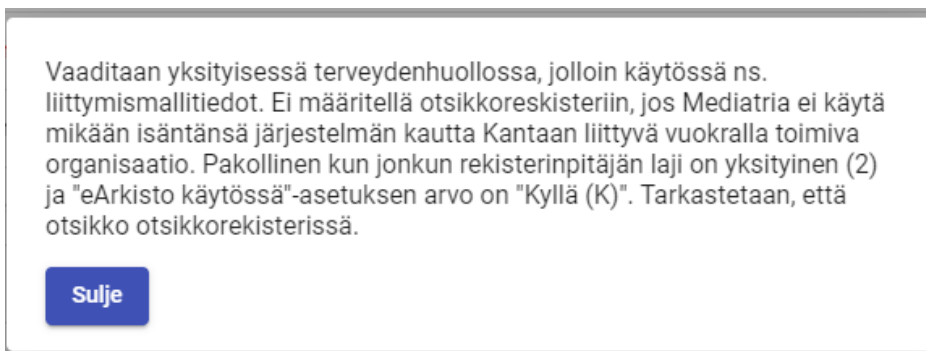 Vaaditaan yksityisessä terveydenhuollossa, jolloin käytössä ns.
liittymismallitiedot. Ei määritellä otsikkoreskisteriin, jos Mediatria ei käytä
mikään isäntänsä järjestelmän kautta Kantaan liittyvä vuokralla toimiva
organisaatio. Pakollinen kun jonkun rekisterinpitäjän laji on yksityinen (2)
ja "eArkisto käytössä"-asetuksen arvo on "Kyllä (K)". Tarkastetaan, että
otsikko otsikkorekisterissä.
Sulje